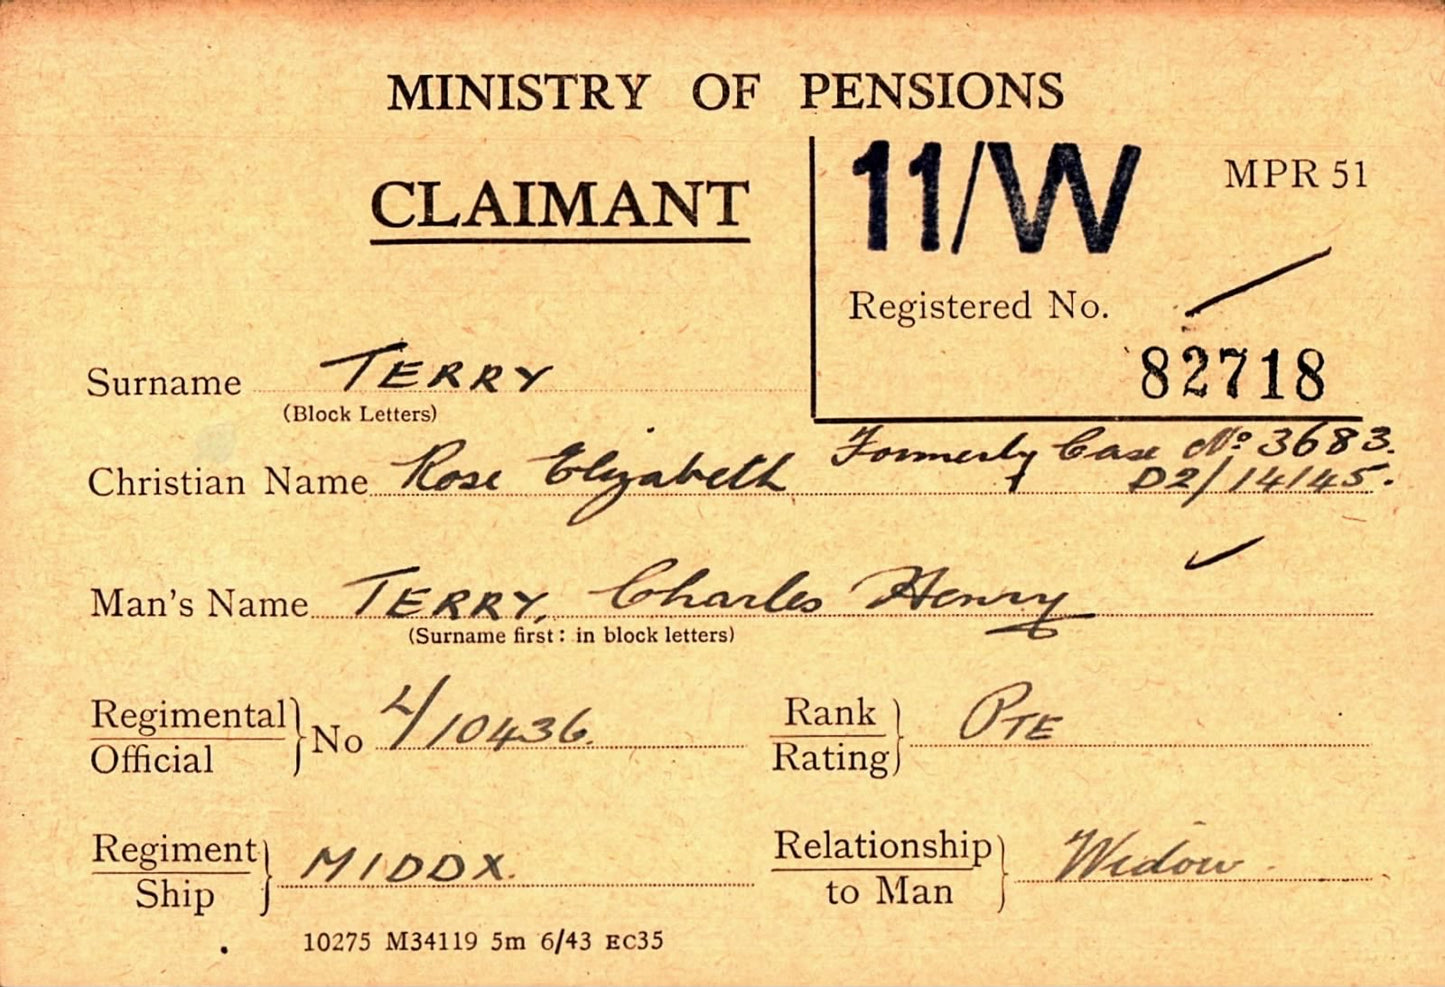 MINISTRY OF PENSIONS
CLAIMANT
11/W
MPR 51
Registered No.
82718
Surname TERRY
(Block Letters)
Formerly Case No 3683.
Christian Name Rose Elizabeth D2/14145.
Man's Name TERRY, Charles Henry
(Surname first: in block letters)
Regimental
Official } No L/10436.
Rank
Rating } PTE
Regiment
Ship } MIDDX.
Relationship
to Man } Widow
10275 M34119 5m 6/43 EC35